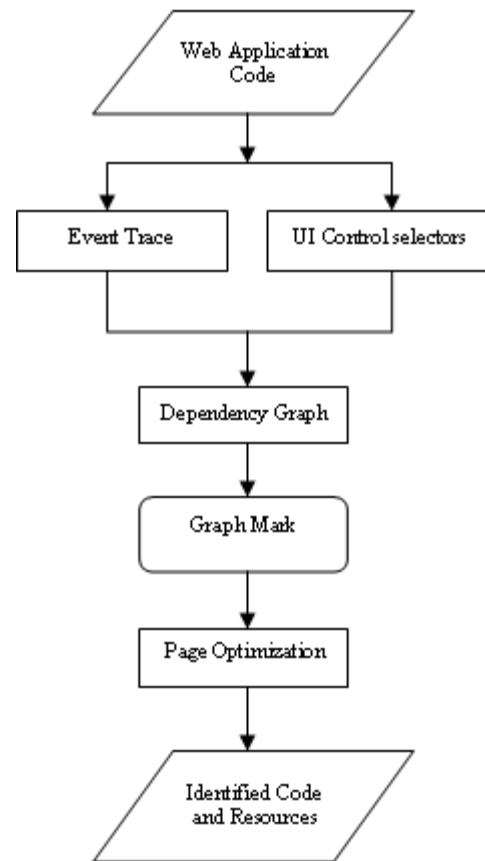 Web Application
Code
Event Trace
UI Control selectors
Dependency Graph
Graph Mark
Page Optimization
Identified Code
and Resources